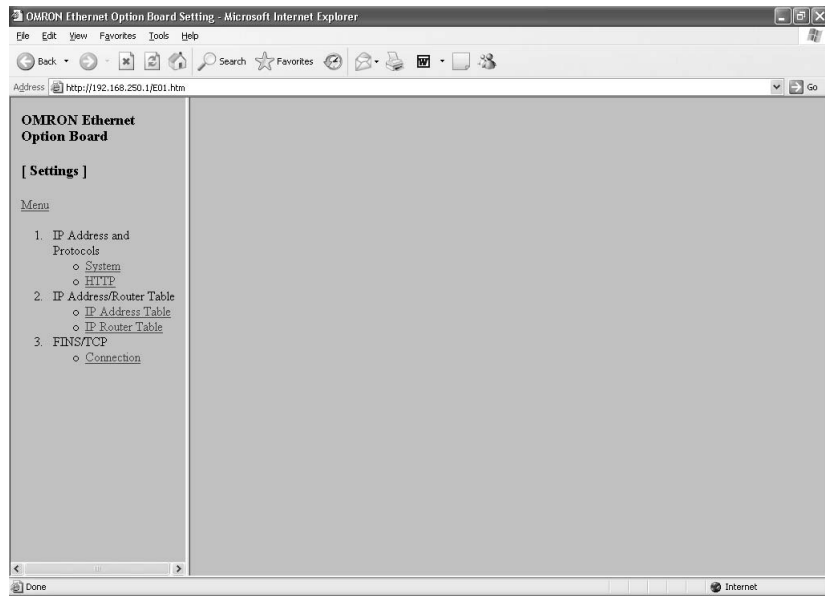 OMRON Ethernet Option Board Setting - Microsoft Internet Explorer
File Edit View Favorites Tools Help
Back Search Favorites W
Address http://192.168.250.1/E01.htm Go
OMRON Ethernet
Option Board
[ Settings ]
Menu
1. IP Address and
Protocols
System
HTTP
2. IP Address/Router Table
IP Address Table
IP Router Table
3. FINS/TCP
Connection
Done Internet